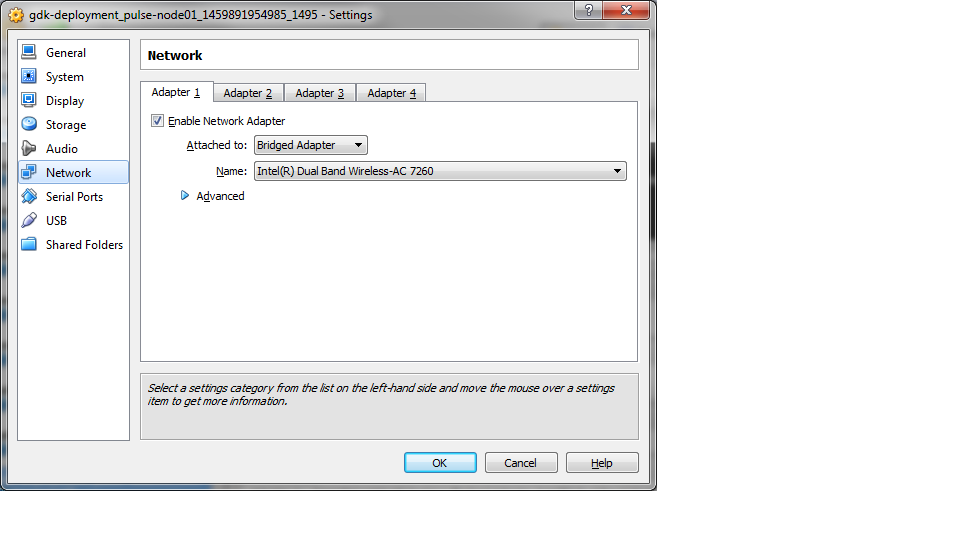 gdk-deployment_pulse-node01_1459891954985_1495 - Settings
?
General
System
Display
Storage
Audio
Network
Serial Ports
USB
Shared Folders
Network
Adapter 1
Adapter 2
Adapter 3
Adapter 4
Enable Network Adapter
Attached to: Bridged Adapter
Name: Intel(R) Dual Band Wireless-AC 7260
Advanced
Select a settings category from the list on the left-hand side and move the mouse over a settings
item to get more information.
OK
Cancel
Help